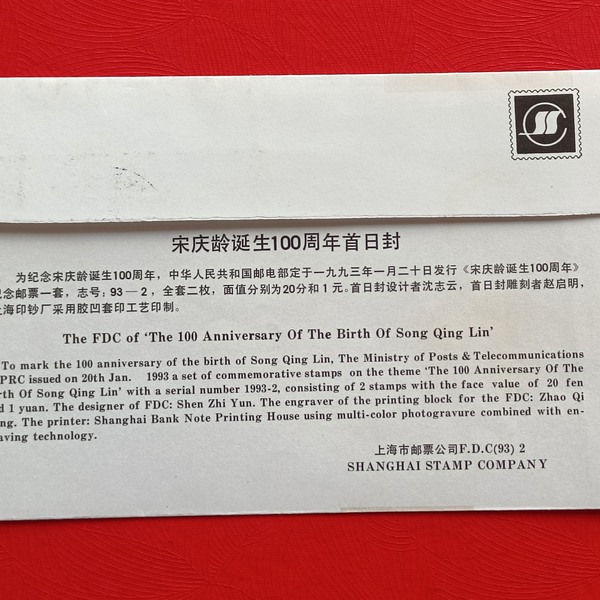 宋庆龄诞生100周年首日封
为纪念宋庆龄诞生100周年，中华人民共和国邮电部定于一九九三年一月二十日发行《宋庆龄诞生100周年》
念邮票一套，志号：93—2，全套二枚，面值分别为20分和1元。首日封设计者沈志云，首日封雕刻者赵启明，
海印钞厂采用胶凹套印工艺印制。
The FDC of ‘The 100 Anniversary Of The Birth Of Song Qing Lin’
To mark the 100 anniversary of the birth of Song Qing Lin, The Ministry of Posts & Telecommunications
PRC issued on 20th Jan. 1993 a set of commemorative stamps on the theme ‘The 100 Anniversary Of The
rth Of Song Qing Lin’ with a serial number 1993-2, consisting of 2 stamps with the face value of 20 fen
d 1 yuan. The designer of FDC: Shen Zhi Yun. The engraver of the printing block for the FDC: Zhao Qi
ng. The printer: Shanghai Bank Note Printing House using multi-color photogravure combined with en-
aving technology.
上海市邮票公司F.D.C(93) 2
SHANGHAI STAMP COMPANY